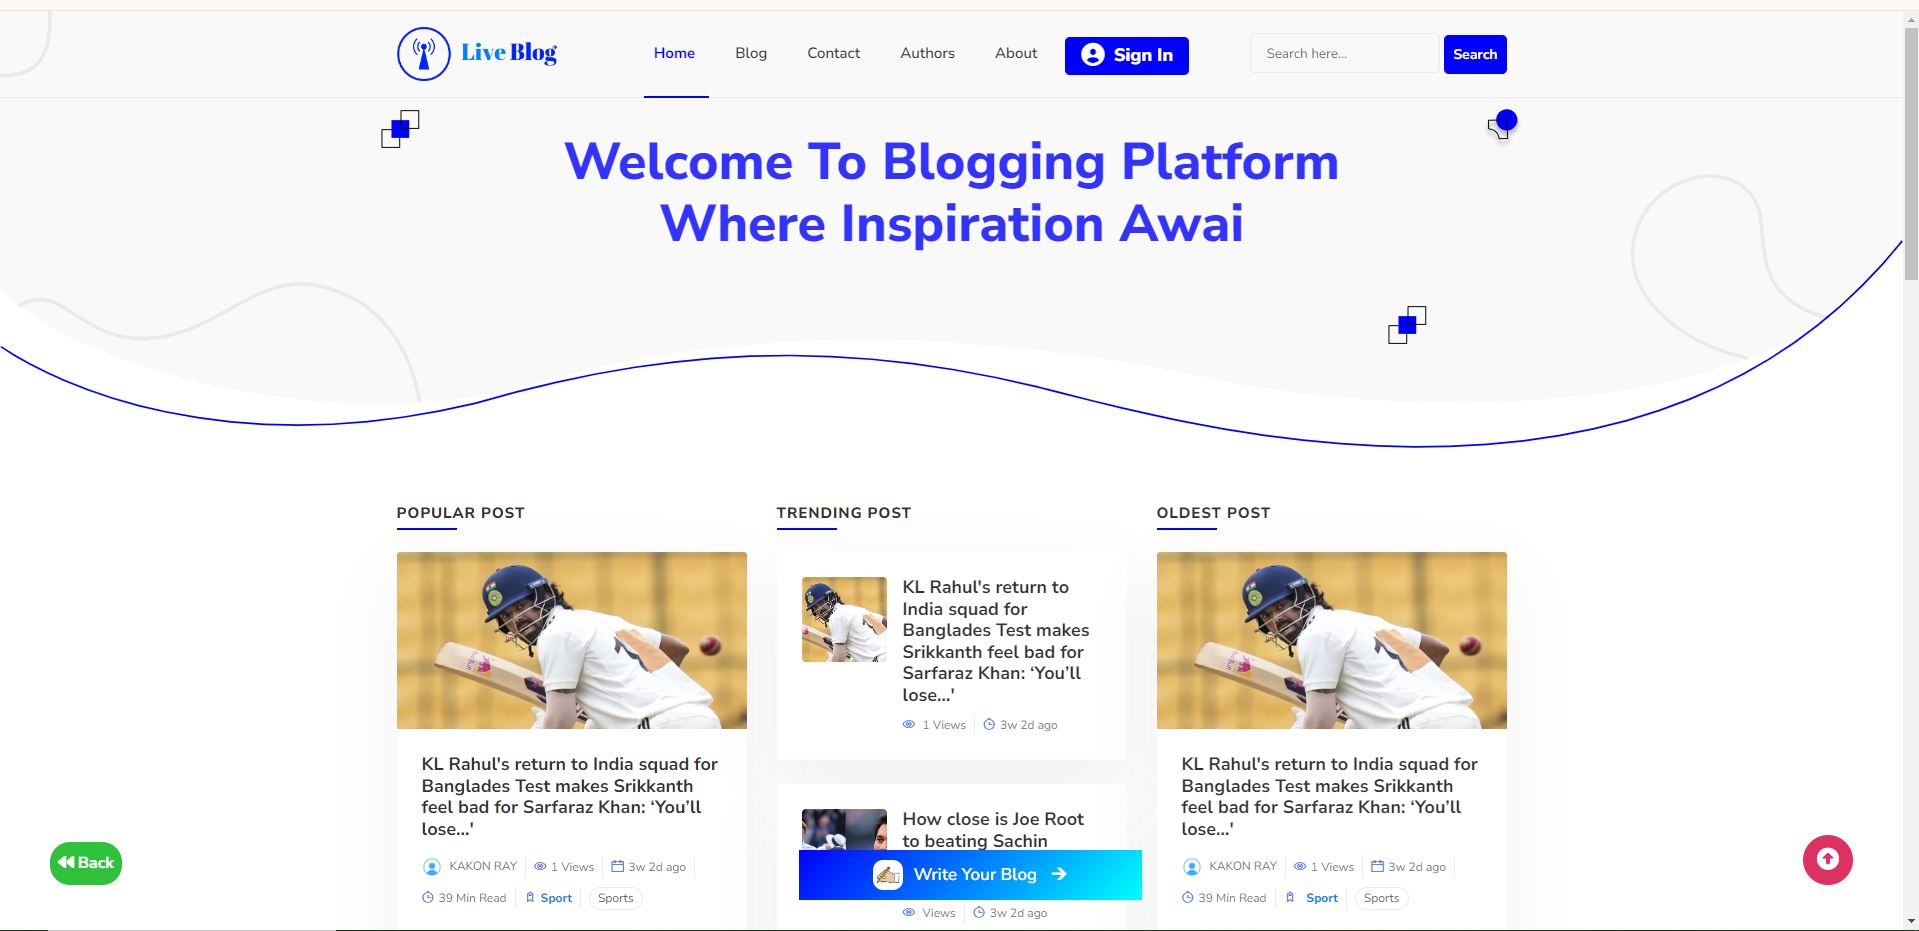 Live Blog
Home
Blog
Contact
Authors
About
Sign In
Search here...
Search
Welcome To Blogging Platform
Where Inspiration Awai
POPULAR POST
KL Rahul's return to India squad for
Banglades Test makes Srikkanth
feel bad for Sarfaraz Khan: ‘You’ll
lose...'
KAKON RAY
1 Views
3w 2d ago
39 Min Read
Sport
Sports
TRENDING POST
KL Rahul's return to
India squad for
Banglades Test makes
Srikkanth feel bad for
Sarfaraz Khan: ‘You’ll
lose...'
1 Views
3w 2d ago
How close is Joe Root
to beating Sachin
Write Your Blog
Views
3w 2d ago
OLDEST POST
KL Rahul's return to India squad for
Banglades Test makes Srikkanth
feel bad for Sarfaraz Khan: ‘You’ll
lose...'
KAKON RAY
1 Views
3w 2d ago
39 Min Read
Sport
Sports
Back